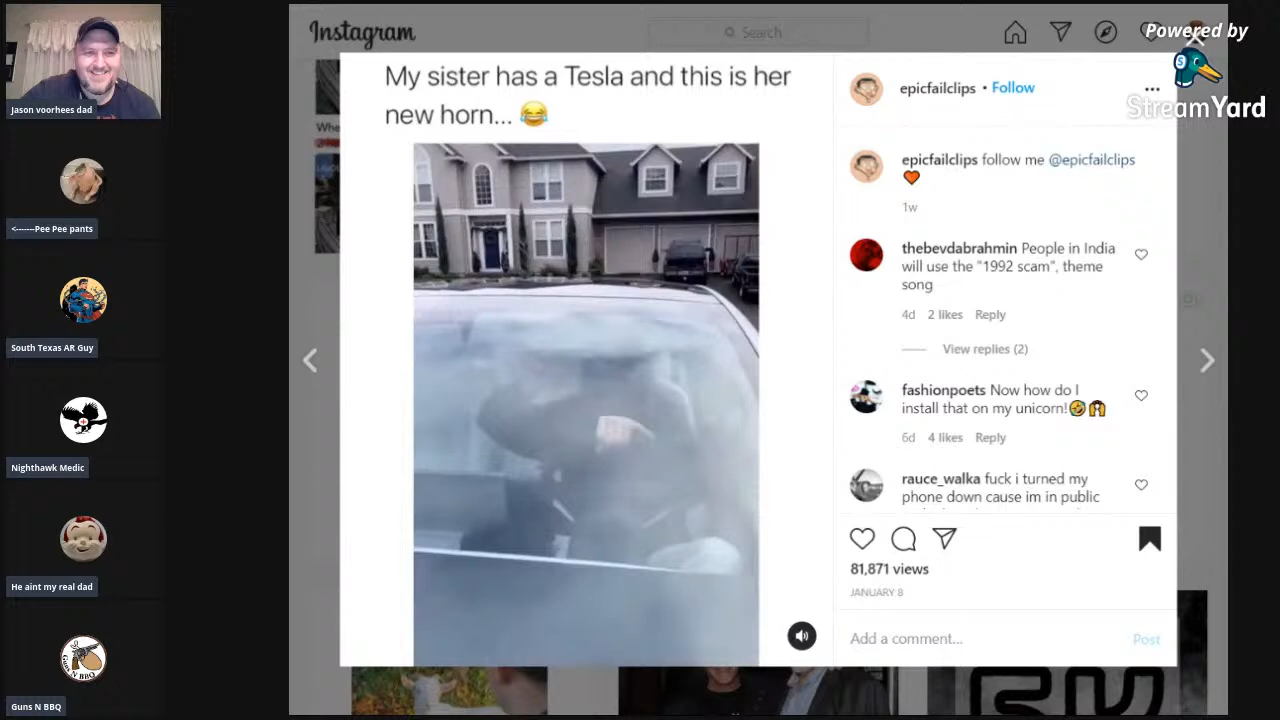 Jason voorhees dad
<-------Pee Pee pants
South Texas AR Guy
Nighthawk Medic
He aint my real dad
GUNS N BBQ
Guns N BBQ
Instagram
Search
Powered by
StreamYard
My sister has a Tesla and this is her
new horn... 😂
epicfailclips • Follow
epicfailclips follow me @epicfailclips
🧡
1w
thebevdabrahmin People in India
will use the "1992 scam", theme
song
4d 2 likes Reply
View replies (2)
fashionpoets Now how do I
install that on my unicorn!🤣🙌
6d 4 likes Reply
rauce_walka fuck i turned my
phone down cause im in public
81,871 views
JANUARY 8
Add a comment...
Post